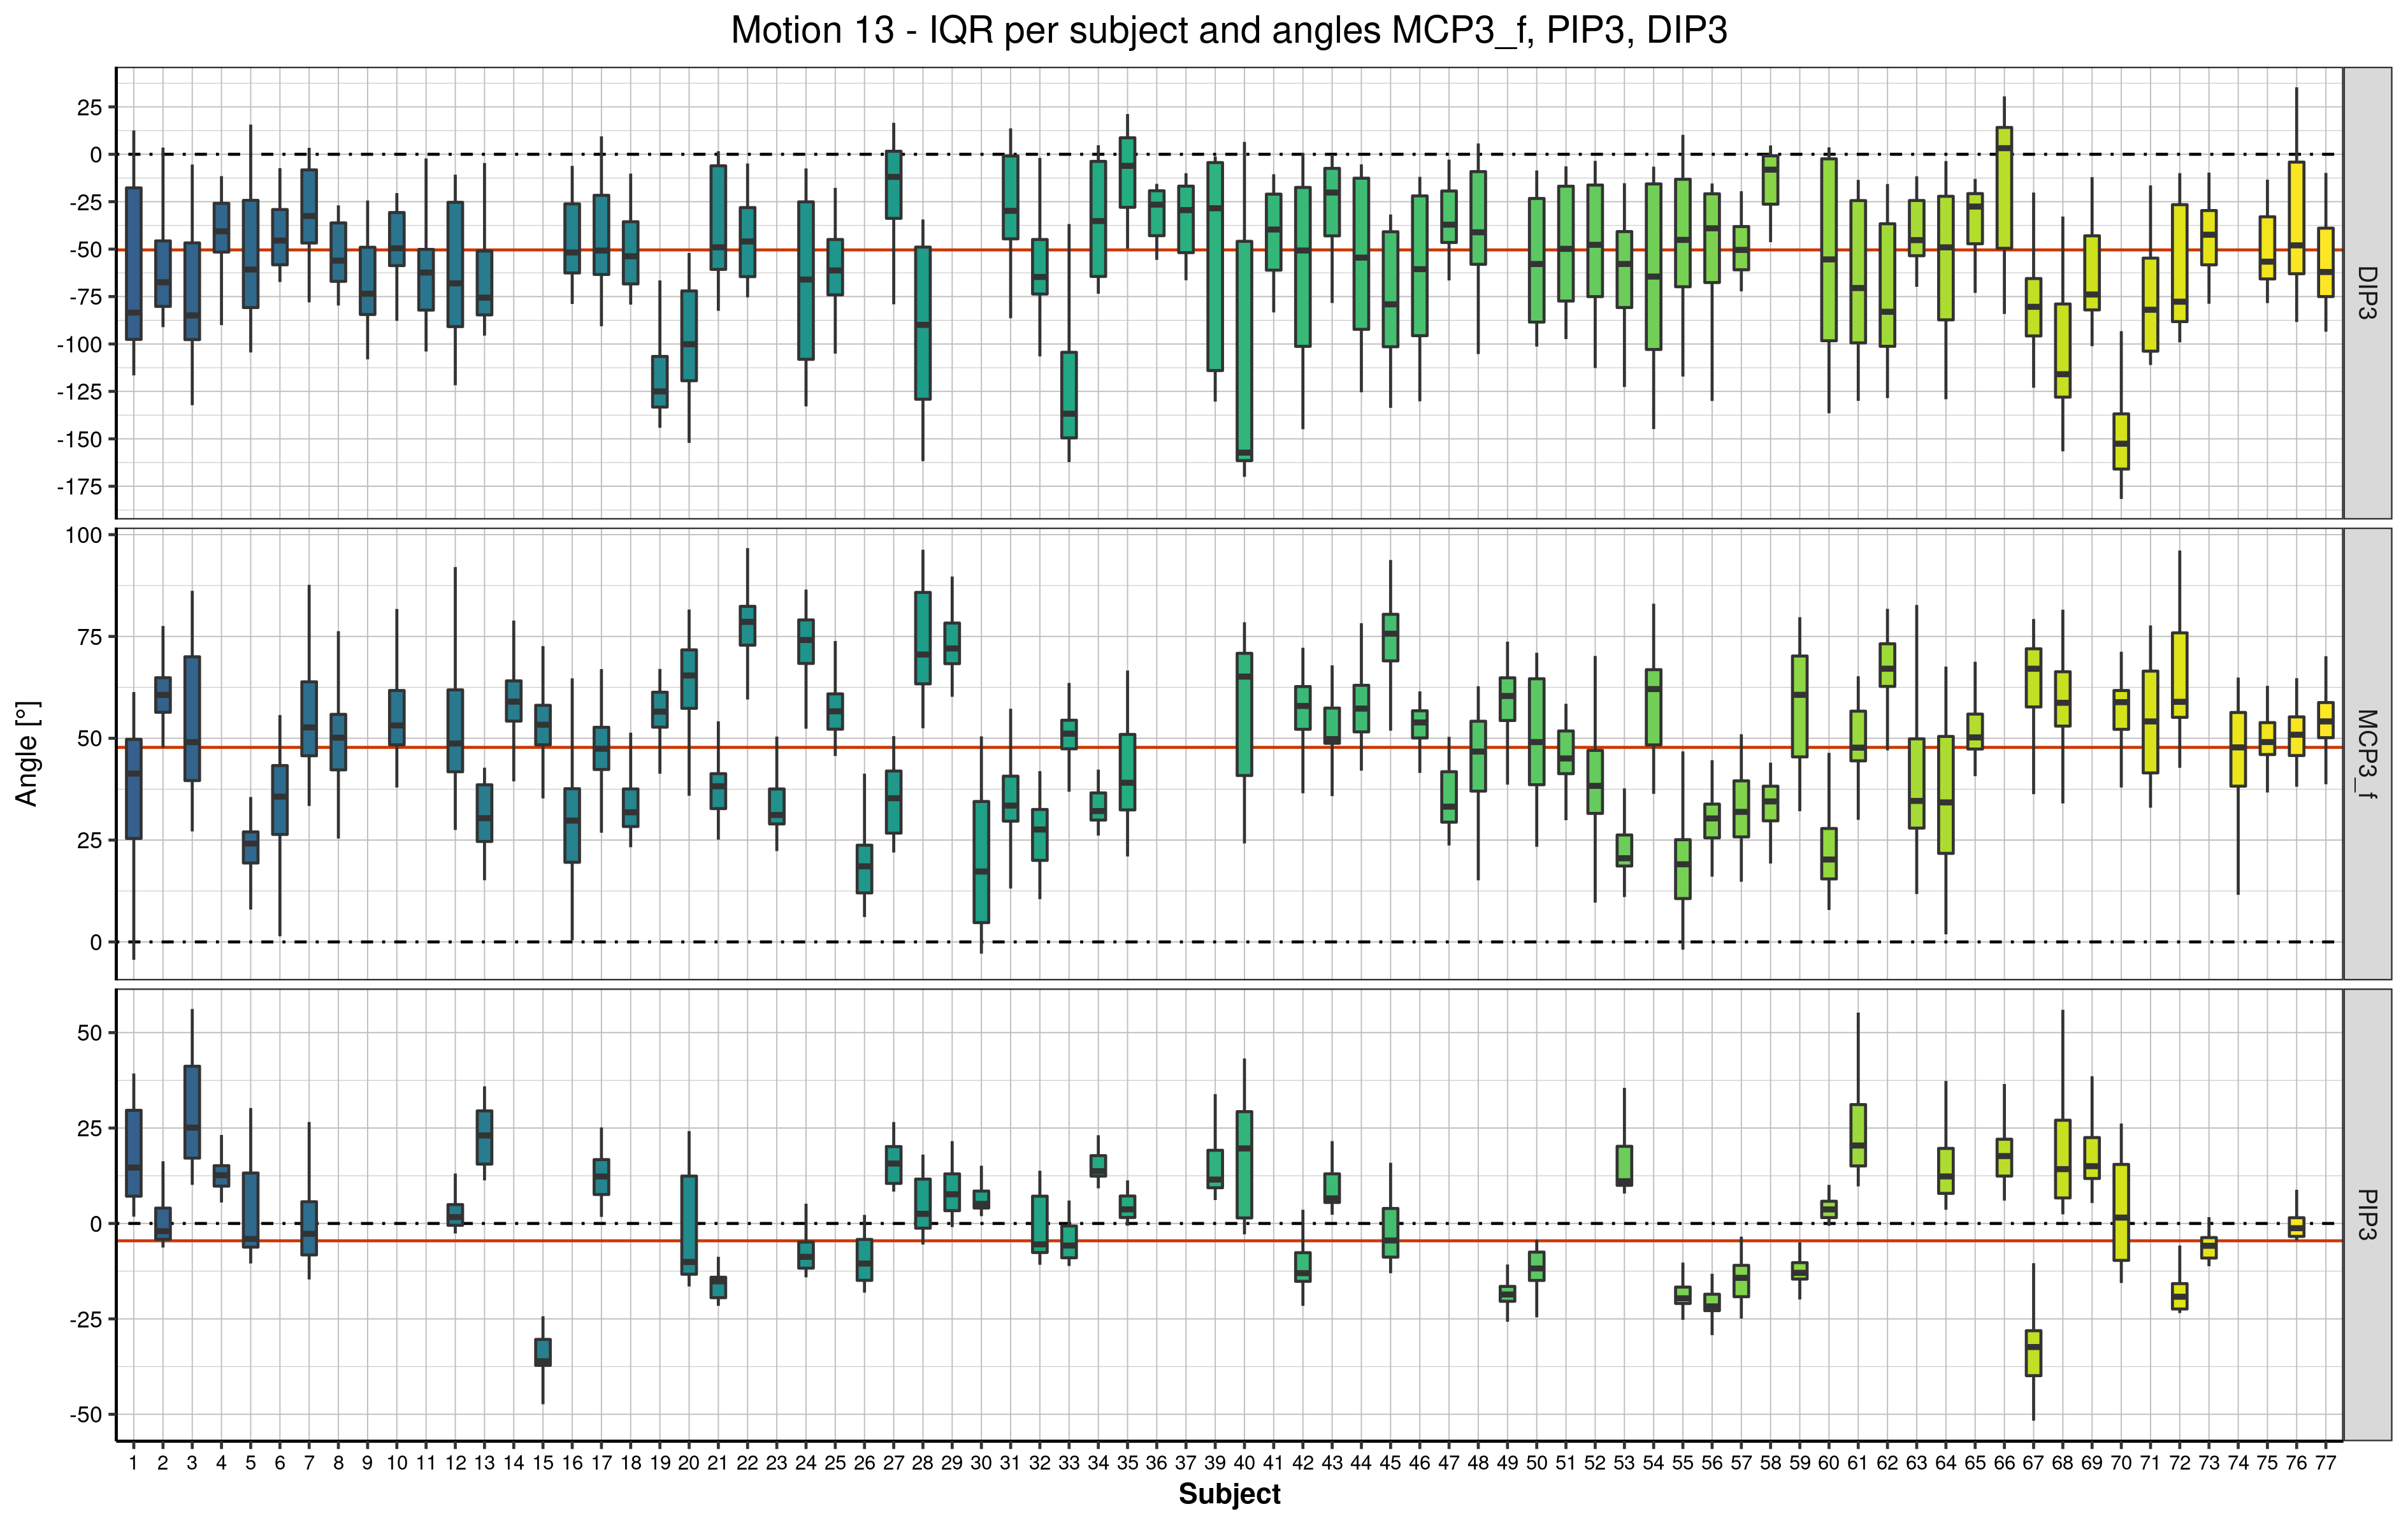 Motion 13 - IQR per subject and angles MCP3_f, PIP3, DIP3
Angle [°]
25
0
-25
-50
-75
-100
-125
-150
-175
DIP3
100
75
50
25
0
MCP3_f
50
25
0
-25
-50
PIP3
1 2 3 4 5 6 7 8 9 10 11 12 13 14 15 16 17 18 19 20 21 22 23 24 25 26 27 28 29 30 31 32 33 34 35 36 37 39 40 41 42 43 44 45 46 47 48 49 50 51 52 53 54 55 56 57 58 59 60 61 62 63 64 65 66 67 68 69 70 71 72 73 74 75 76 77
Subject